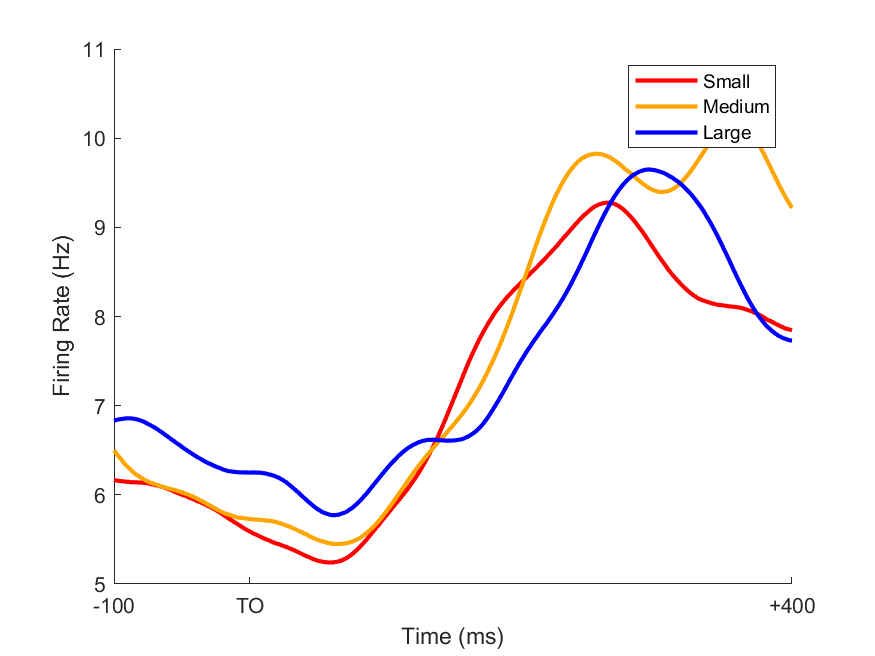 11
10
9
8
7
6
5
Firing Rate (Hz)
Small
Medium
Large
-100 TO +400
Time (ms)